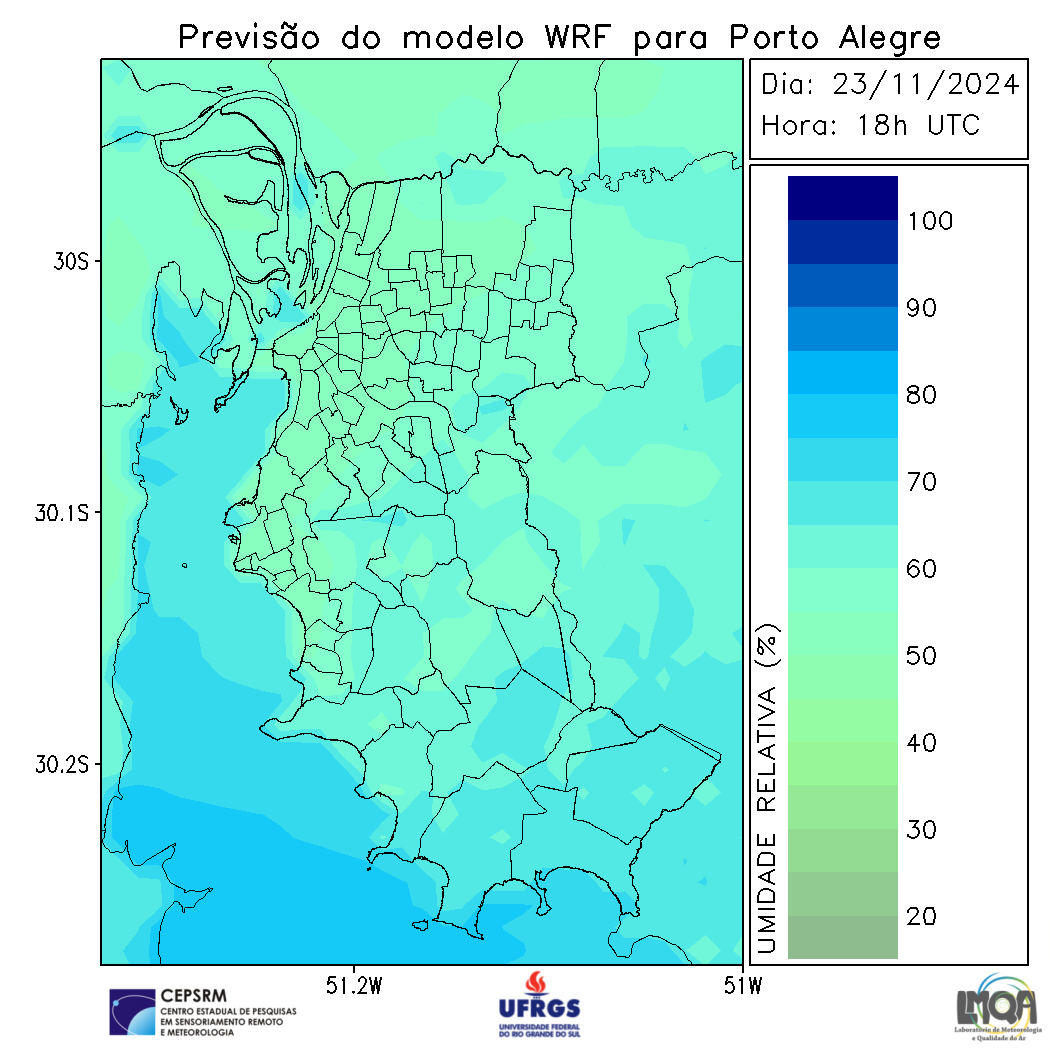 Previsão do modelo WRF para Porto Alegre
Dia: 23/11/2024
Hora: 18h UTC
100
90
80
70
60
50
40
30
20
UMIDADE RELATIVA (%)
30S
30.1S
30.2S
51.2W
51W
CEPSRM
CENTRO ESTADUAL DE PESQUISAS
EM SENSORIAMENTO REMOTO
E METEOROLOGIA
UFRGS
UNIVERSIDADE FEDERAL
DO RIO GRANDE DO SUL
LMQA
Laboratório de Meteorologia
e Qualidade do Ar